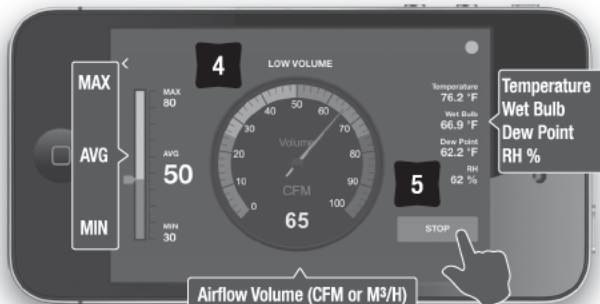 MAX
AVG
MIN
<
MAX
80
AVG
50
MIN
30
4
LOW VOLUME
0
10
20
30
40
50
60
70
80
90
100
Volume
CFM
65
Temperature
76.2 °F
Wet Bulb
66.9 °F
Dew Point
62.2 °F
RH
62 %
5
STOP
Temperature
Wet Bulb
Dew Point
RH %
Airflow Volume (CFM or M³/H)